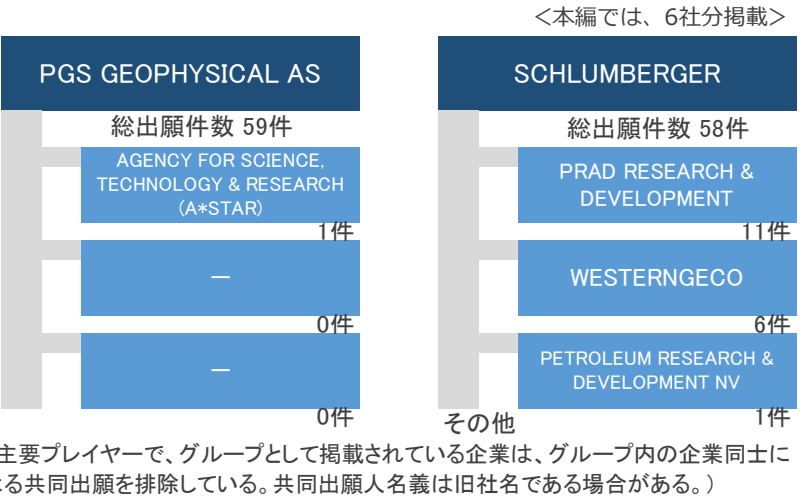 ＜本編では、6社分掲載＞
PGS GEOPHYSICAL AS
総出願件数 59件
AGENCY FOR SCIENCE,
TECHNOLOGY & RESEARCH
(A*STAR)
1件
－
0件
－
0件
SCHLUMBERGER
総出願件数 58件
PRAD RESEARCH &
DEVELOPMENT
11件
WESTERNGECO
6件
PETROLEUM RESEARCH &
DEVELOPMENT NV
1件
その他
主要プレイヤーで、グループとして掲載されている企業は、グループ内の企業同士に
よる共同出願を排除している。共同出願人名義は旧社名である場合がある。）